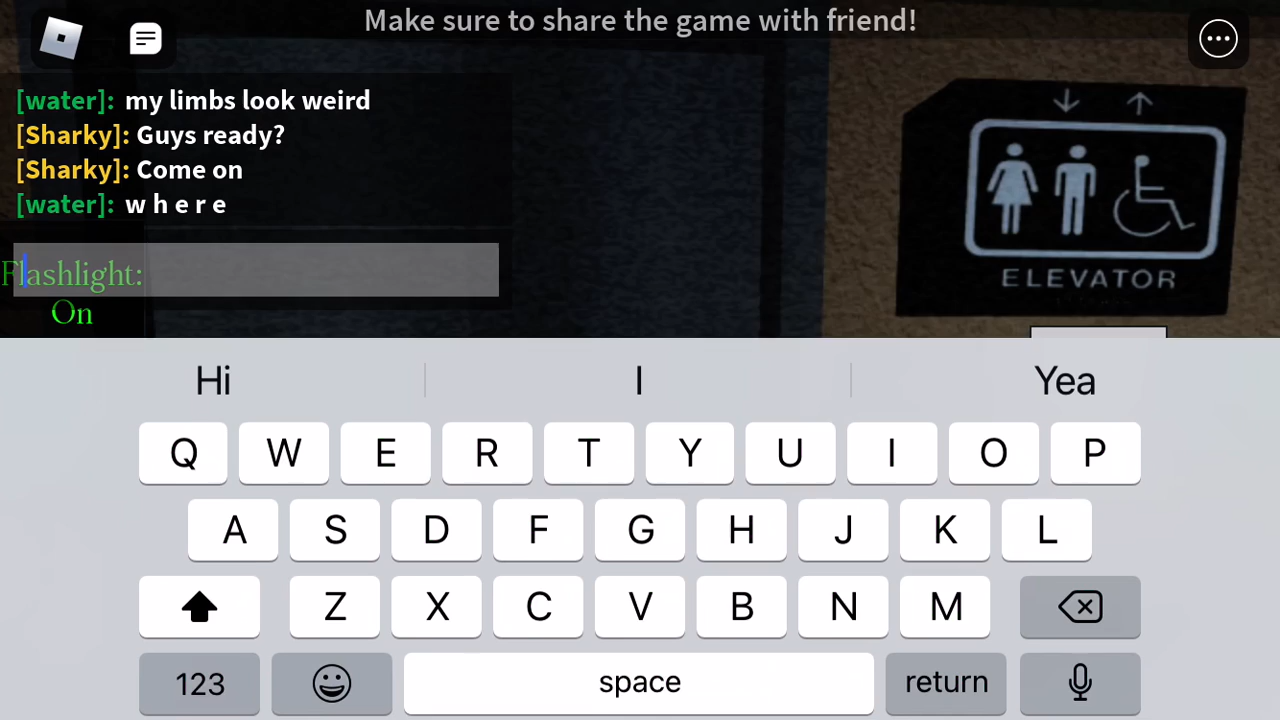 Make sure to share the game with friend!
[water]: my limbs look weird
[Sharky]: Guys ready?
[Sharky]: Come on
[water]: w h e r e
Flashlight:
On
ELEVATOR
Hi I Yea
Q W E R T Y U I O P
A S D F G H J K L
Z X C V B N M
123 space return